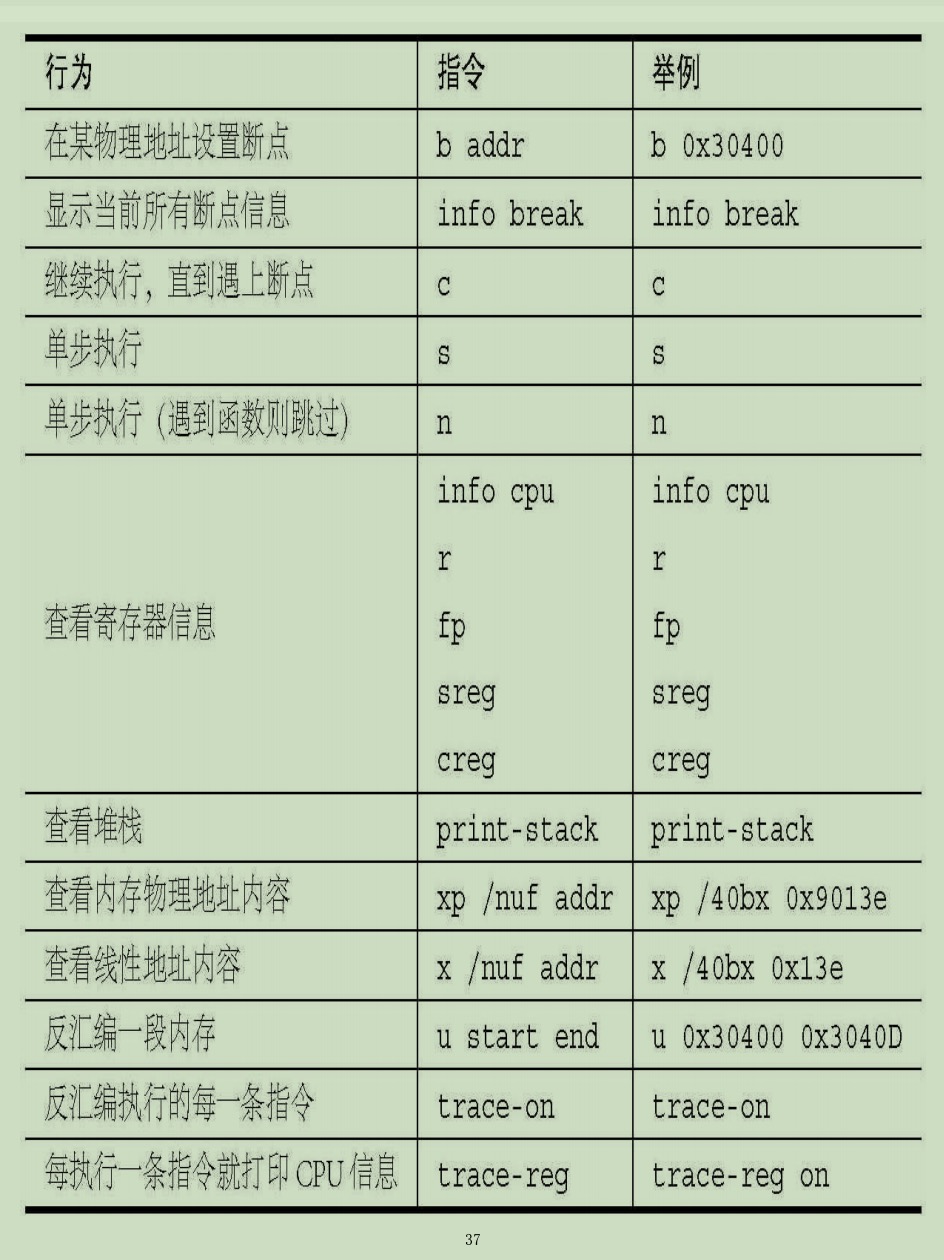 行为 指令 举例
在某物理地址设置断点 b addr b 0x30400
显示当前所有断点信息 info break info break
继续执行，直到遇上断点 c c
单步执行 s s
单步执行（遇到函数则跳过） n n
info cpu info cpu
r r
查看寄存器信息 fp fp
sreg sreg
creg creg
查看堆栈 print-stack print-stack
查看内存物理地址内容 xp /nuf addr xp /40bx 0x9013e
查看线性地址内容 x /nuf addr x /40bx 0x13e
反汇编一段内存 u start end u 0x30400 0x3040D
反汇编执行的每一条指令 trace-on trace-on
每执行一条指令就打印 CPU 信息 trace-reg trace-reg on
37